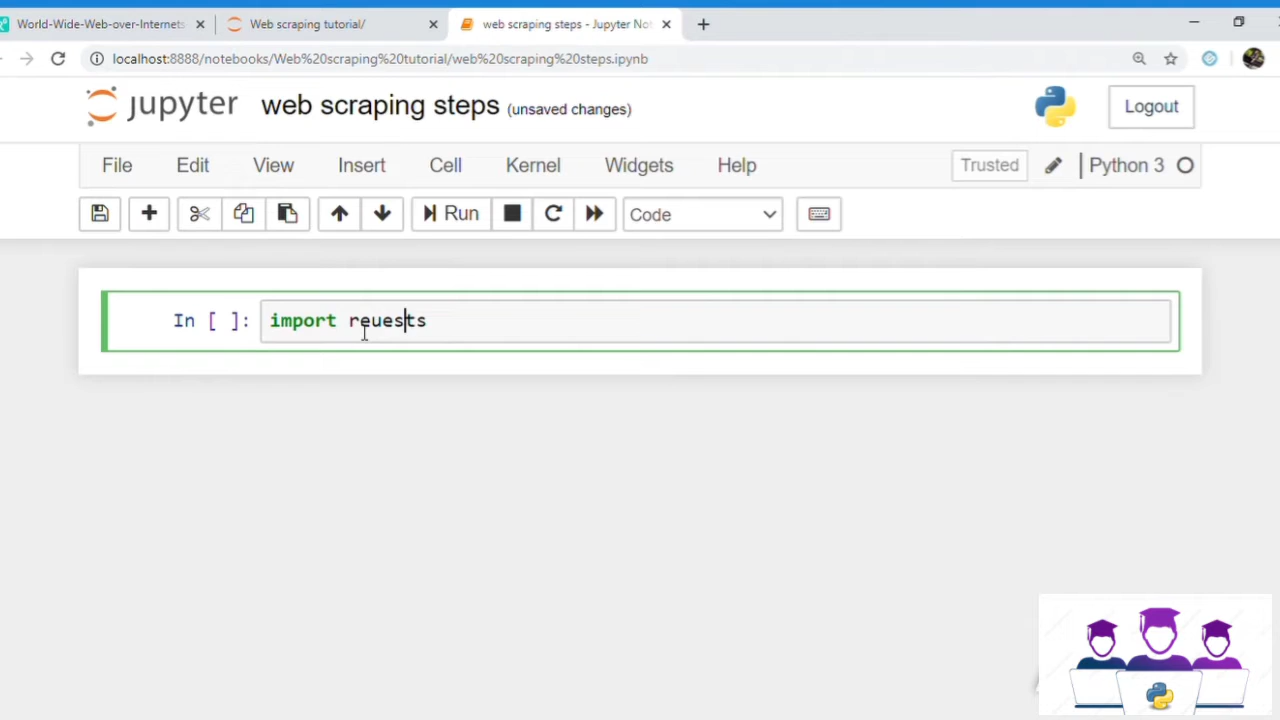 World-Wide-Web-over-Internets
Web scraping tutorial/
web scraping steps - Jupyter Not
localhost:8888/notebooks/Web%20scraping%20tutorial/web%20scraping%20steps.ipynb
jupyter web scraping steps (unsaved changes) Logout
File Edit View Insert Cell Kernel Widgets Help Trusted Python 3
Run Code
In [ ]: import reuests